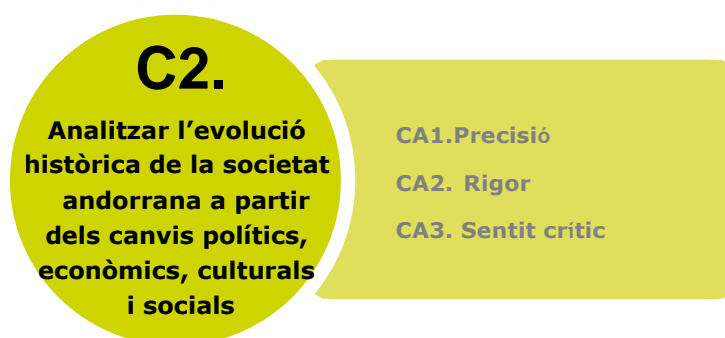 C2.
Analitzar l’evolució
històrica de la societat
andorrana a partir
dels canvis polítics,
econòmics, culturals
i socials
CA1.Precisió
CA2. Rigor
CA3. Sentit crític